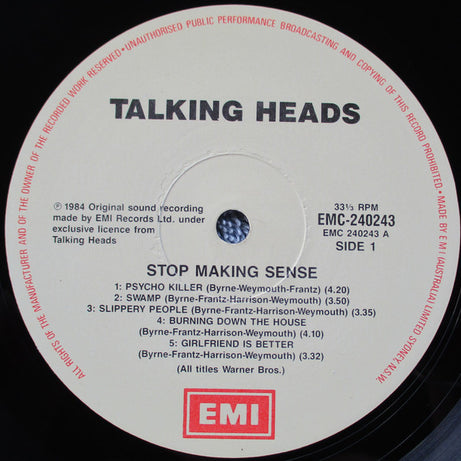 ALL RIGHTS OF THE MANUFACTURER AND OF THE OWNER OF THE RECORDED WORK RESERVED • UNAUTHORISED PUBLIC PERFORMANCE BROADCASTING AND COPYING OF THIS RECORD PROHIBITED • MADE BY EMI (AUSTRALIA) LIMITED SYDNEY, N.S.W.
TALKING HEADS
℗ 1984 Original sound recording
made by EMI Records Ltd. under
exclusive licence from
Talking Heads
33⅓ RPM
EMC-240243
EMC 240243 A
SIDE 1
STOP MAKING SENSE
1: PSYCHO KILLER (Byrne-Weymouth-Frantz) (4.20)
2: SWAMP (Byrne-Frantz-Harrison-Weymouth) (3.50)
3: SLIPPERY PEOPLE (Byrne-Frantz-Harrison-Weymouth) (3.35)
4: BURNING DOWN THE HOUSE
(Byrne-Frantz-Harrison-Weymouth) (4.10)
5: GIRLFRIEND IS BETTER
(Byrne-Frantz-Harrison-Weymouth) (3.32)
(All titles Warner Bros.)
EMI